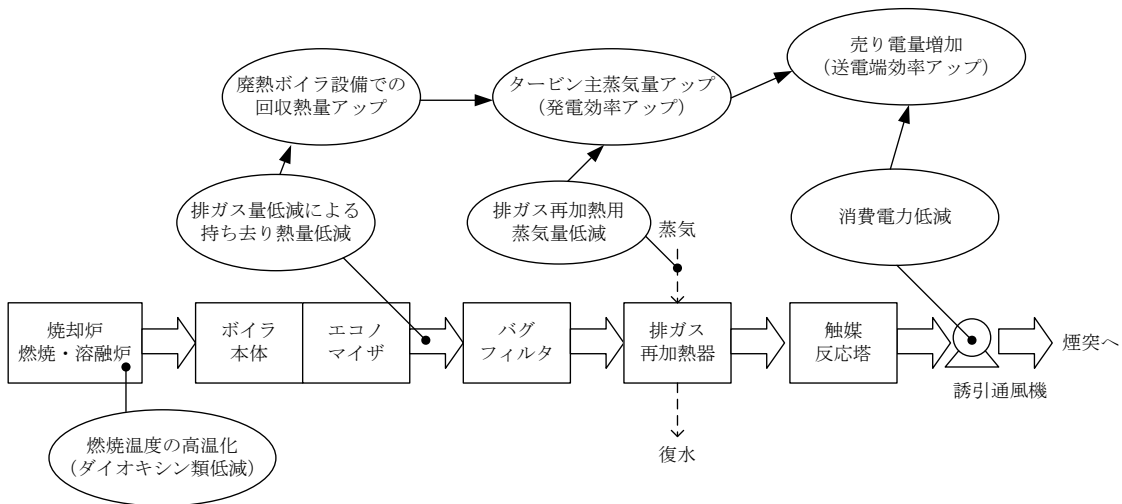 売り電量増加
（送電端効率アップ）
廃熱ボイラ設備での
回収熱量アップ
タービン主蒸気量アップ
（発電効率アップ）
排ガス量低減による
持ち去り熱量低減
排ガス再加熱用
蒸気量低減
蒸気
消費電力低減
焼却炉
燃焼・溶融炉
ボイラ
本体
エコノ
マイザ
バグ
フィルタ
排ガス
再加熱器
触媒
反応塔
煙突へ
誘引通風機
燃焼温度の高温化
（ダイオキシン類低減）
復水